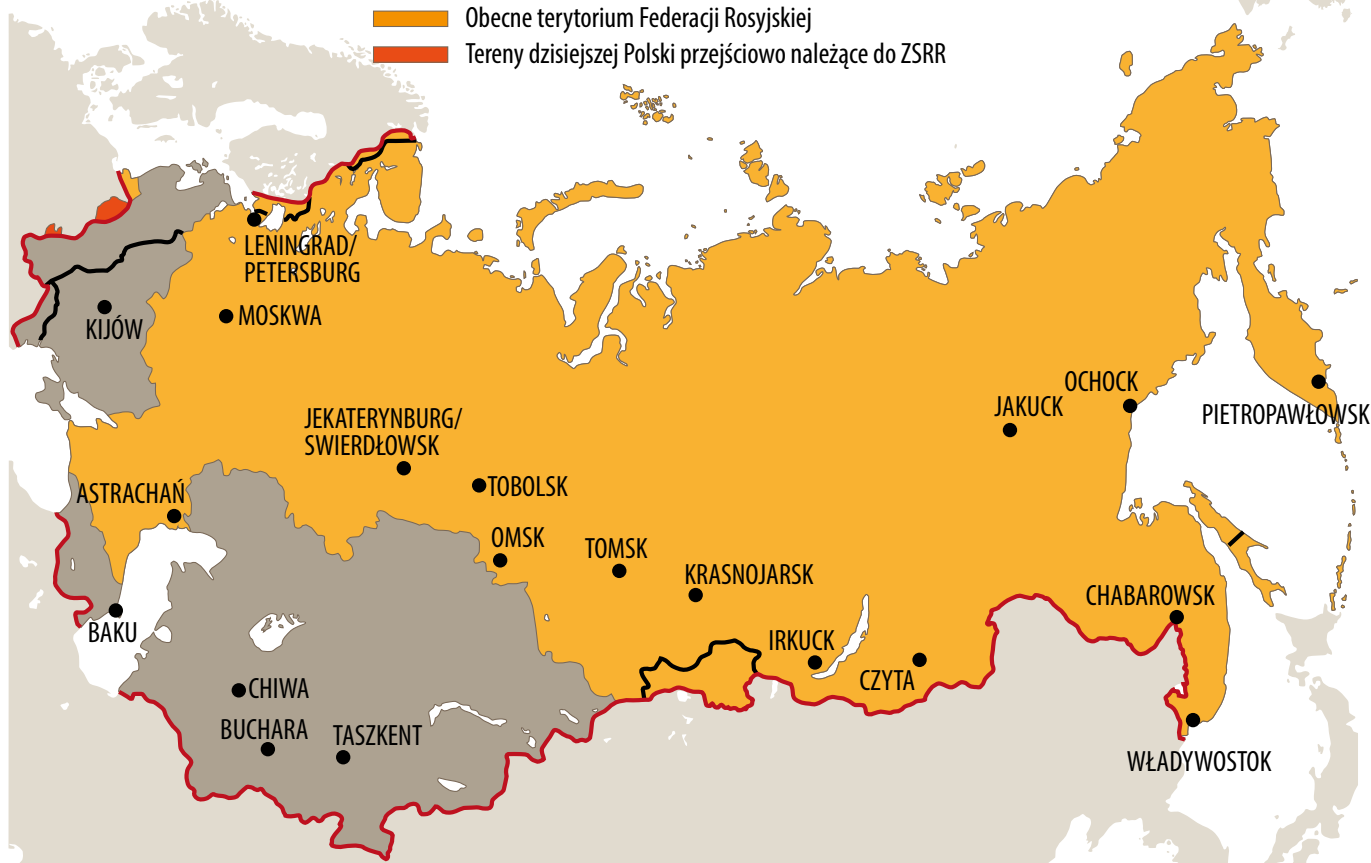 Obecne terytorium Federacji Rosyjskiej
Tereny dzisiejszej Polski przejściowo należące do ZSRR
LENINGRAD/
PETERSBURG
KIJÓW
MOSKWA
OCHOCK
JAKUCK
PIETROPAWŁOWSK
JEKATERYNBURG/
SWIERDŁOWSK
TOBOLSK
ASTRACHAŃ
OMSK
TOMSK
KRASNOJARSK
CHABAROWSK
BAKU
IRKUCK
CZYTA
CHIWA
BUCHARA
TASZKENT
WŁADYWOSTOK